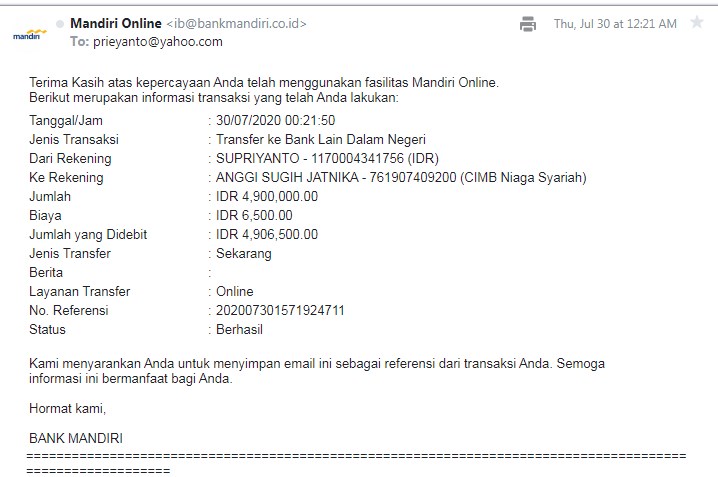 mandiri
Mandiri Online <ib@bankmandiri.co.id>
Thu, Jul 30 at 12:21 AM
To: prieyanto@yahoo.com
Terima Kasih atas kepercayaan Anda telah menggunakan fasilitas Mandiri Online.
Berikut merupakan informasi transaksi yang telah Anda lakukan:
Tanggal/Jam : 30/07/2020 00:21:50
Jenis Transaksi : Transfer ke Bank Lain Dalam Negeri
Dari Rekening : SUPRIYANTO - 1170004341756 (IDR)
Ke Rekening : ANGGI SUGIH JATNIKA - 761907409200 (CIMB Niaga Syariah)
Jumlah : IDR 4,900,000.00
Biaya : IDR 6,500.00
Jumlah yang Didebit : IDR 4,906,500.00
Jenis Transfer : Sekarang
Berita :
Layanan Transfer : Online
No. Referensi : 202007301571924711
Status : Berhasil
Kami menyarankan Anda untuk menyimpan email ini sebagai referensi dari transaksi Anda. Semoga
informasi ini bermanfaat bagi Anda.
Hormat kami,
BANK MANDIRI
=======================================================================================
===================